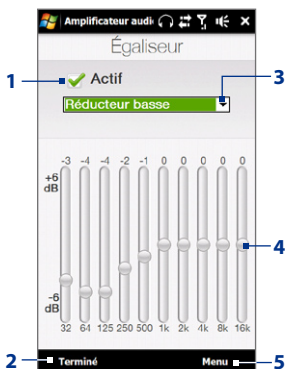 Amplificateur audi
Égaliseur
1
Actif
3
Réducteur basse
-3 -4 -4 -2 -1 0 0 0 0 0
+6
dB
4
-6
dB
32 64 125 250 500 1k 2k 4k 8k 16k
2
Terminé
Menu
5